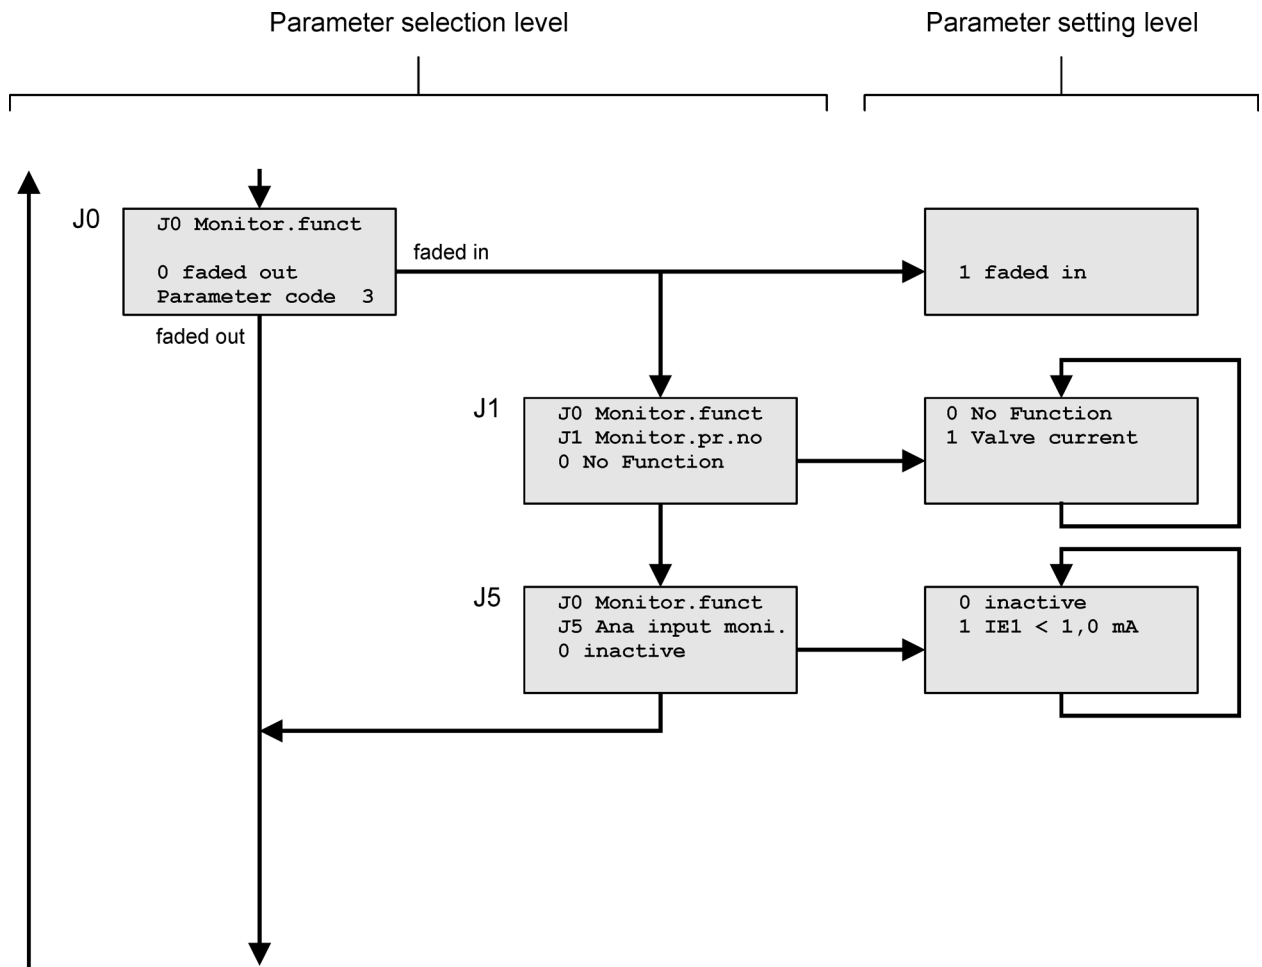 Parameter selection level
Parameter setting level
J0
J0 Monitor.funct
0 faded out
Parameter code  3
faded in
1 faded in
faded out
J1
J0 Monitor.funct
J1 Monitor.pr.no
0 No Function
0 No Function
1 Valve current
J5
J0 Monitor.funct
J5 Ana input moni.
0 inactive
0 inactive
1 IE1 < 1,0 mA